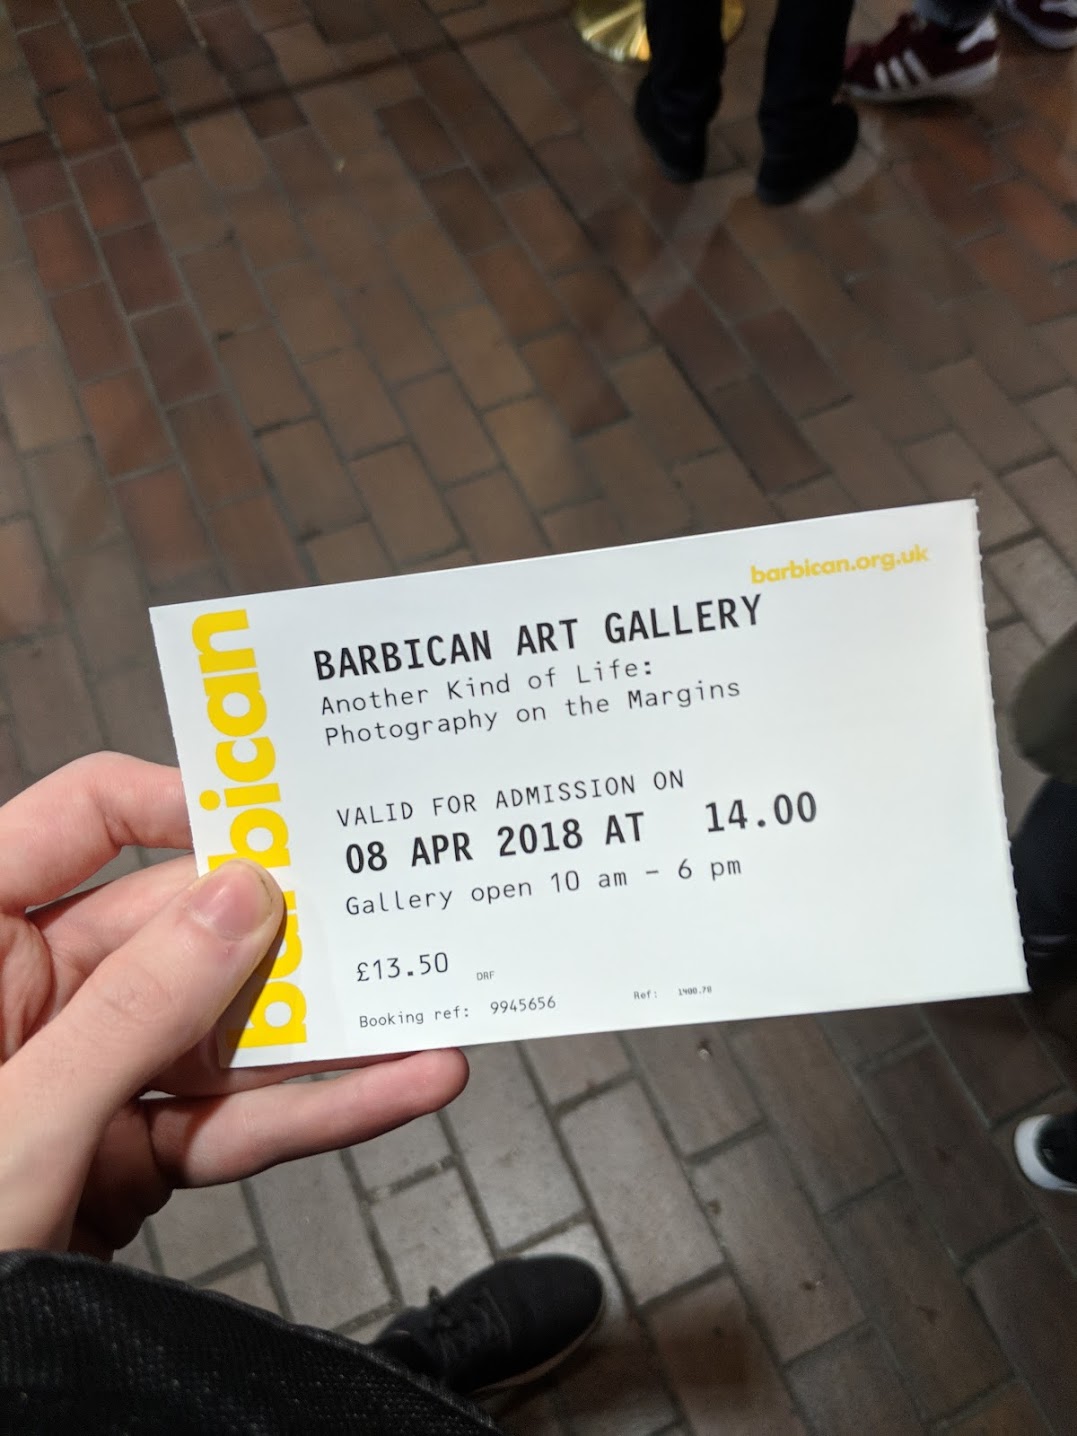 barbican.org.uk
barbican
BARBICAN ART GALLERY
Another Kind of Life:
Photography on the Margins
VALID FOR ADMISSION ON
08 APR 2018 AT 14.00
Gallery open 10 am - 6 pm
£13.50 DRF
Booking ref: 9945656 Ref: 1400.78